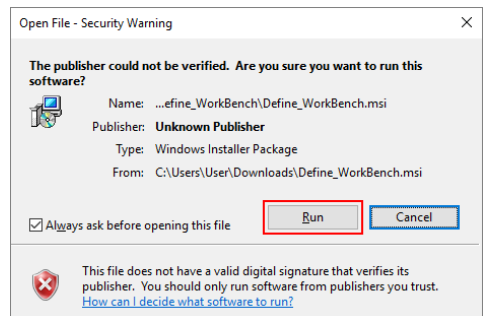 Open File - Security Warning
The publisher could not be verified. Are you sure you want to run this
software?
Name: ...efine_WorkBench\Define_WorkBench.msi
Publisher: Unknown Publisher
Type: Windows Installer Package
From: C:\Users\User\Downloads\Define_WorkBench.msi
Run Cancel
Always ask before opening this file
This file does not have a valid digital signature that verifies its
publisher. You should only run software from publishers you trust.
How can I decide what software to run?